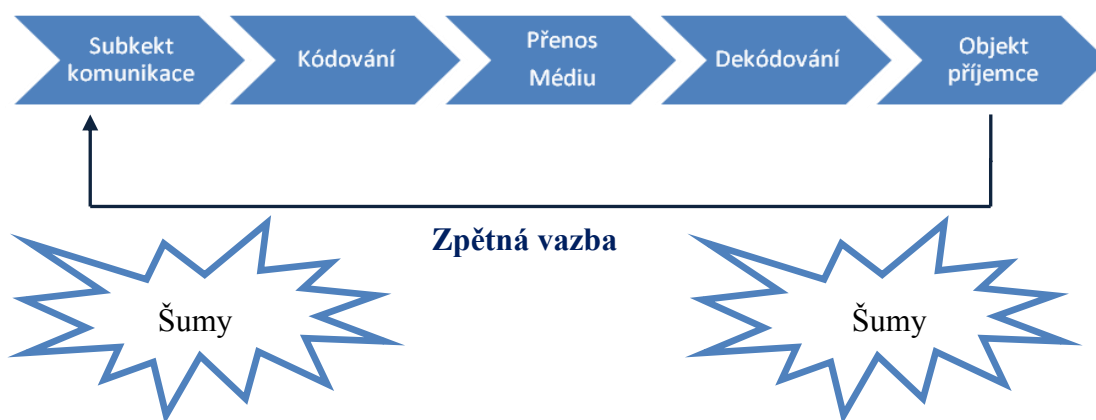 Subkekt
komunikace
Kódování
Přenos
Médiu
Dekódování
Objekt
příjemce
Zpětná vazba
Šumy
Šumy